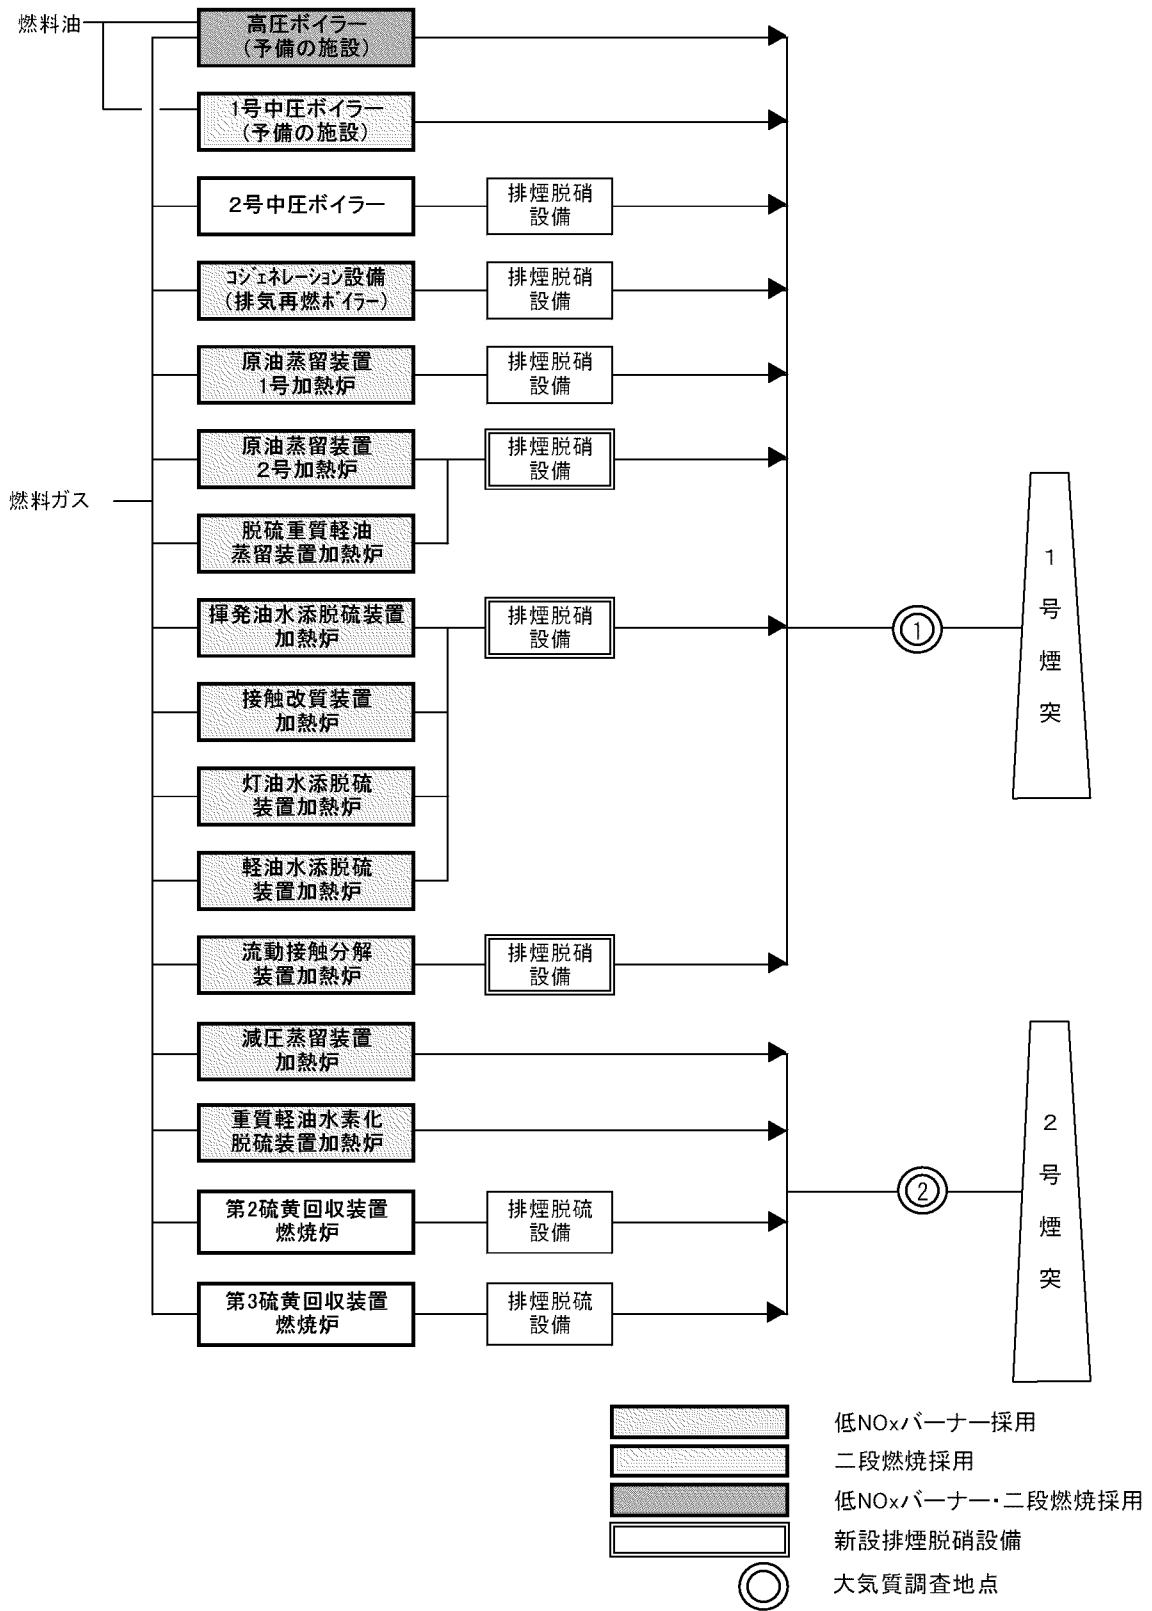 燃料油
高圧ボイラー
(予備の施設)
1号中圧ボイラー
(予備の施設)
2号中圧ボイラー
排煙脱硝
設備
コジェネレーション設備
(排気再燃ボイラー)
排煙脱硝
設備
原油蒸留装置
1号加熱炉
排煙脱硝
設備
原油蒸留装置
2号加熱炉
排煙脱硝
設備
燃料ガス
脱硫重質軽油
蒸留装置加熱炉
揮発油水添脱硫装置
加熱炉
排煙脱硝
設備
①
1号煙突
接触改質装置
加熱炉
灯油水添脱硫
装置加熱炉
軽油水添脱硫
装置加熱炉
流動接触分解
装置加熱炉
排煙脱硝
設備
減圧蒸留装置
加熱炉
重質軽油水素化
脱硫装置加熱炉
②
2号煙突
第2硫黄回収装置
燃焼炉
排煙脱硫
設備
第3硫黄回収装置
燃焼炉
排煙脱硫
設備
低NOxバーナー採用
二段燃焼採用
低NOxバーナー・二段燃焼採用
新設排煙脱硝設備
大気質調査地点